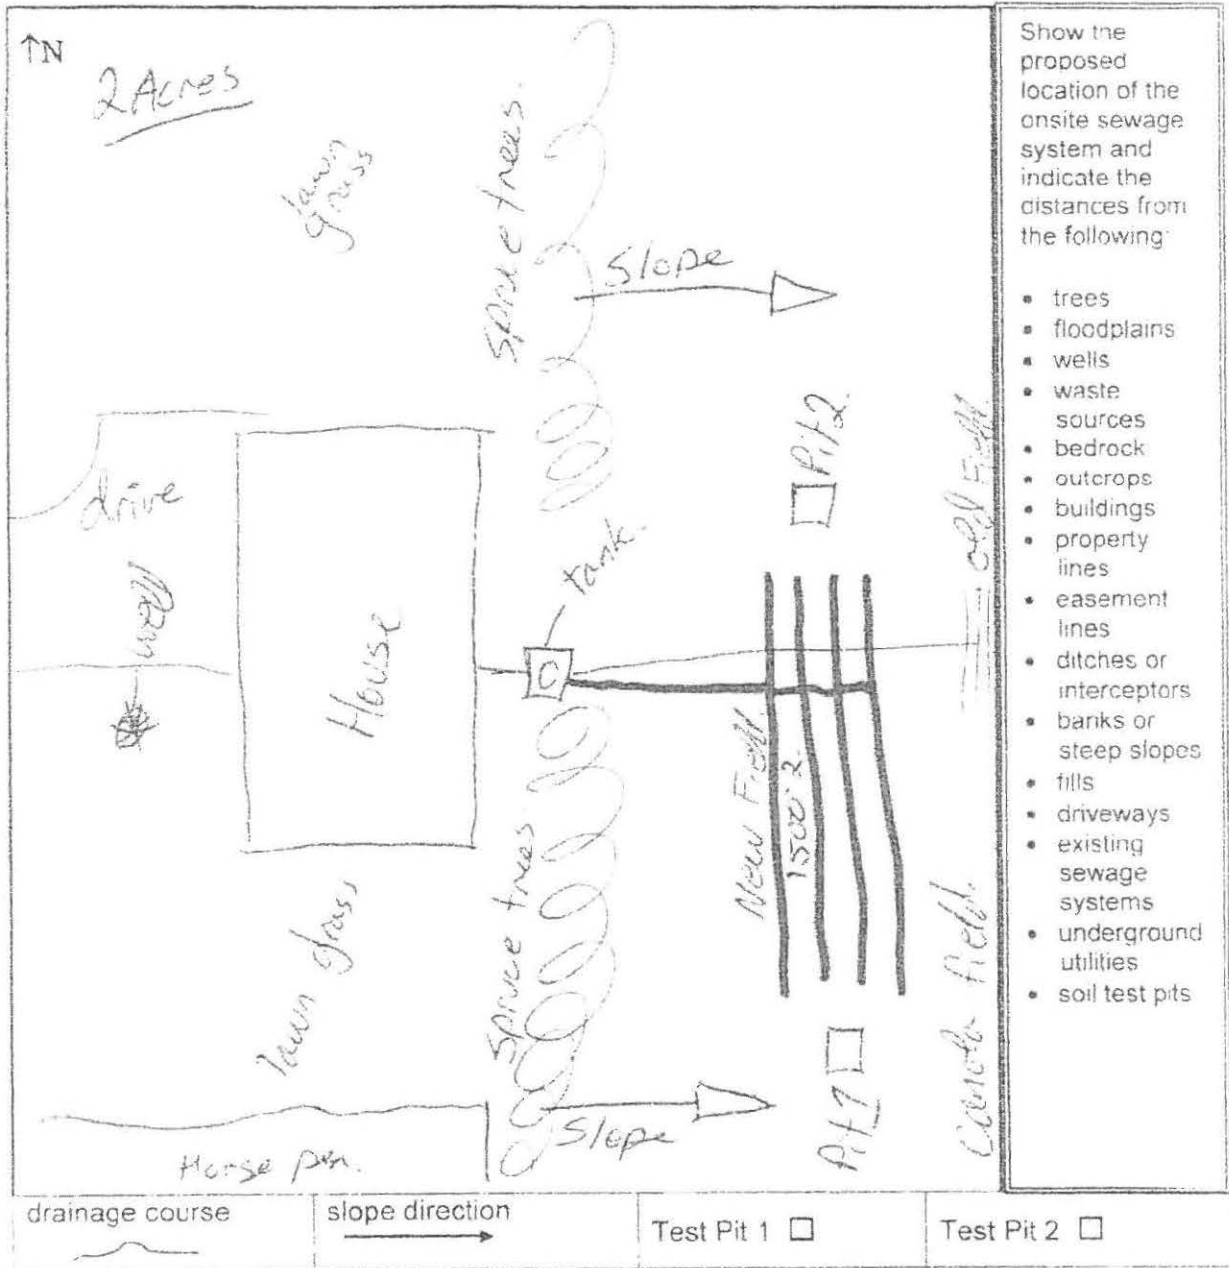 ↑N
2 Acres
lawn
grass
Spruce trees.
Slope
Pit 2.
old Field.
drive
well
House
tank.
New Field.
1500' 2.
Spruce trees
lawn grass
Canola field.
Slope
Pit 1
Horse pen.
Show the
proposed
location of the
onsite sewage
system and
indicate the
distances from
the following:
• trees
• floodplains
• wells
• waste
sources
• bedrock
• outcrops
• buildings
• property
lines
• easement
lines
• ditches or
interceptors
• banks or
steep slopes
• fills
• driveways
• existing
sewage
systems
• underground
utilities
• soil test pits
drainage course
slope direction
Test Pit 1 □
Test Pit 2 □